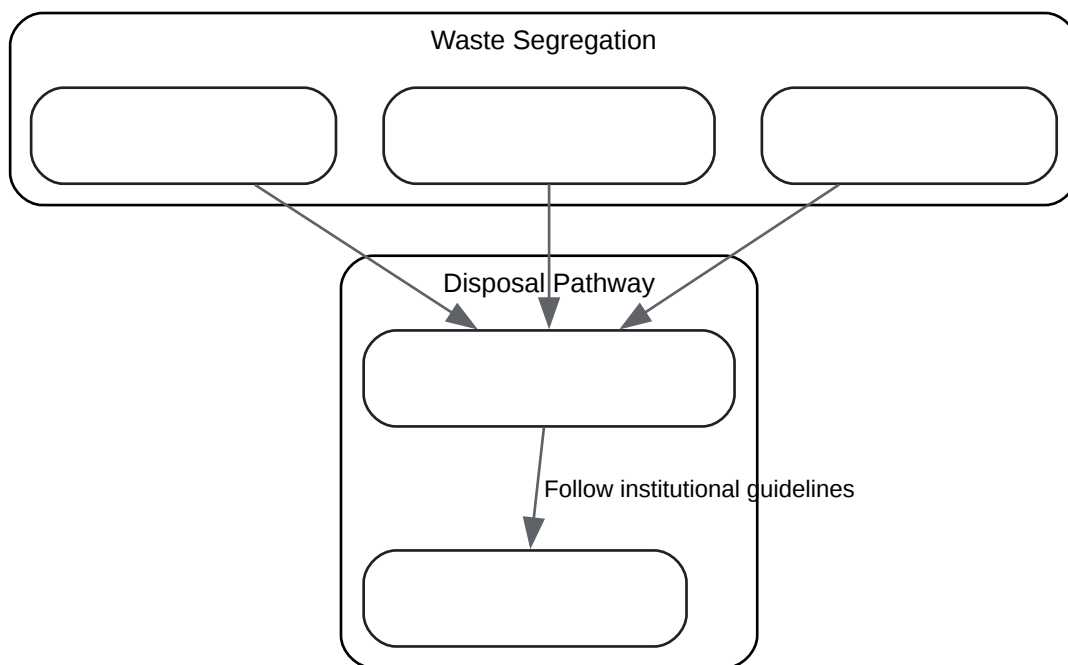 Waste Segregation
Disposal Pathway
Follow institutional guidelines